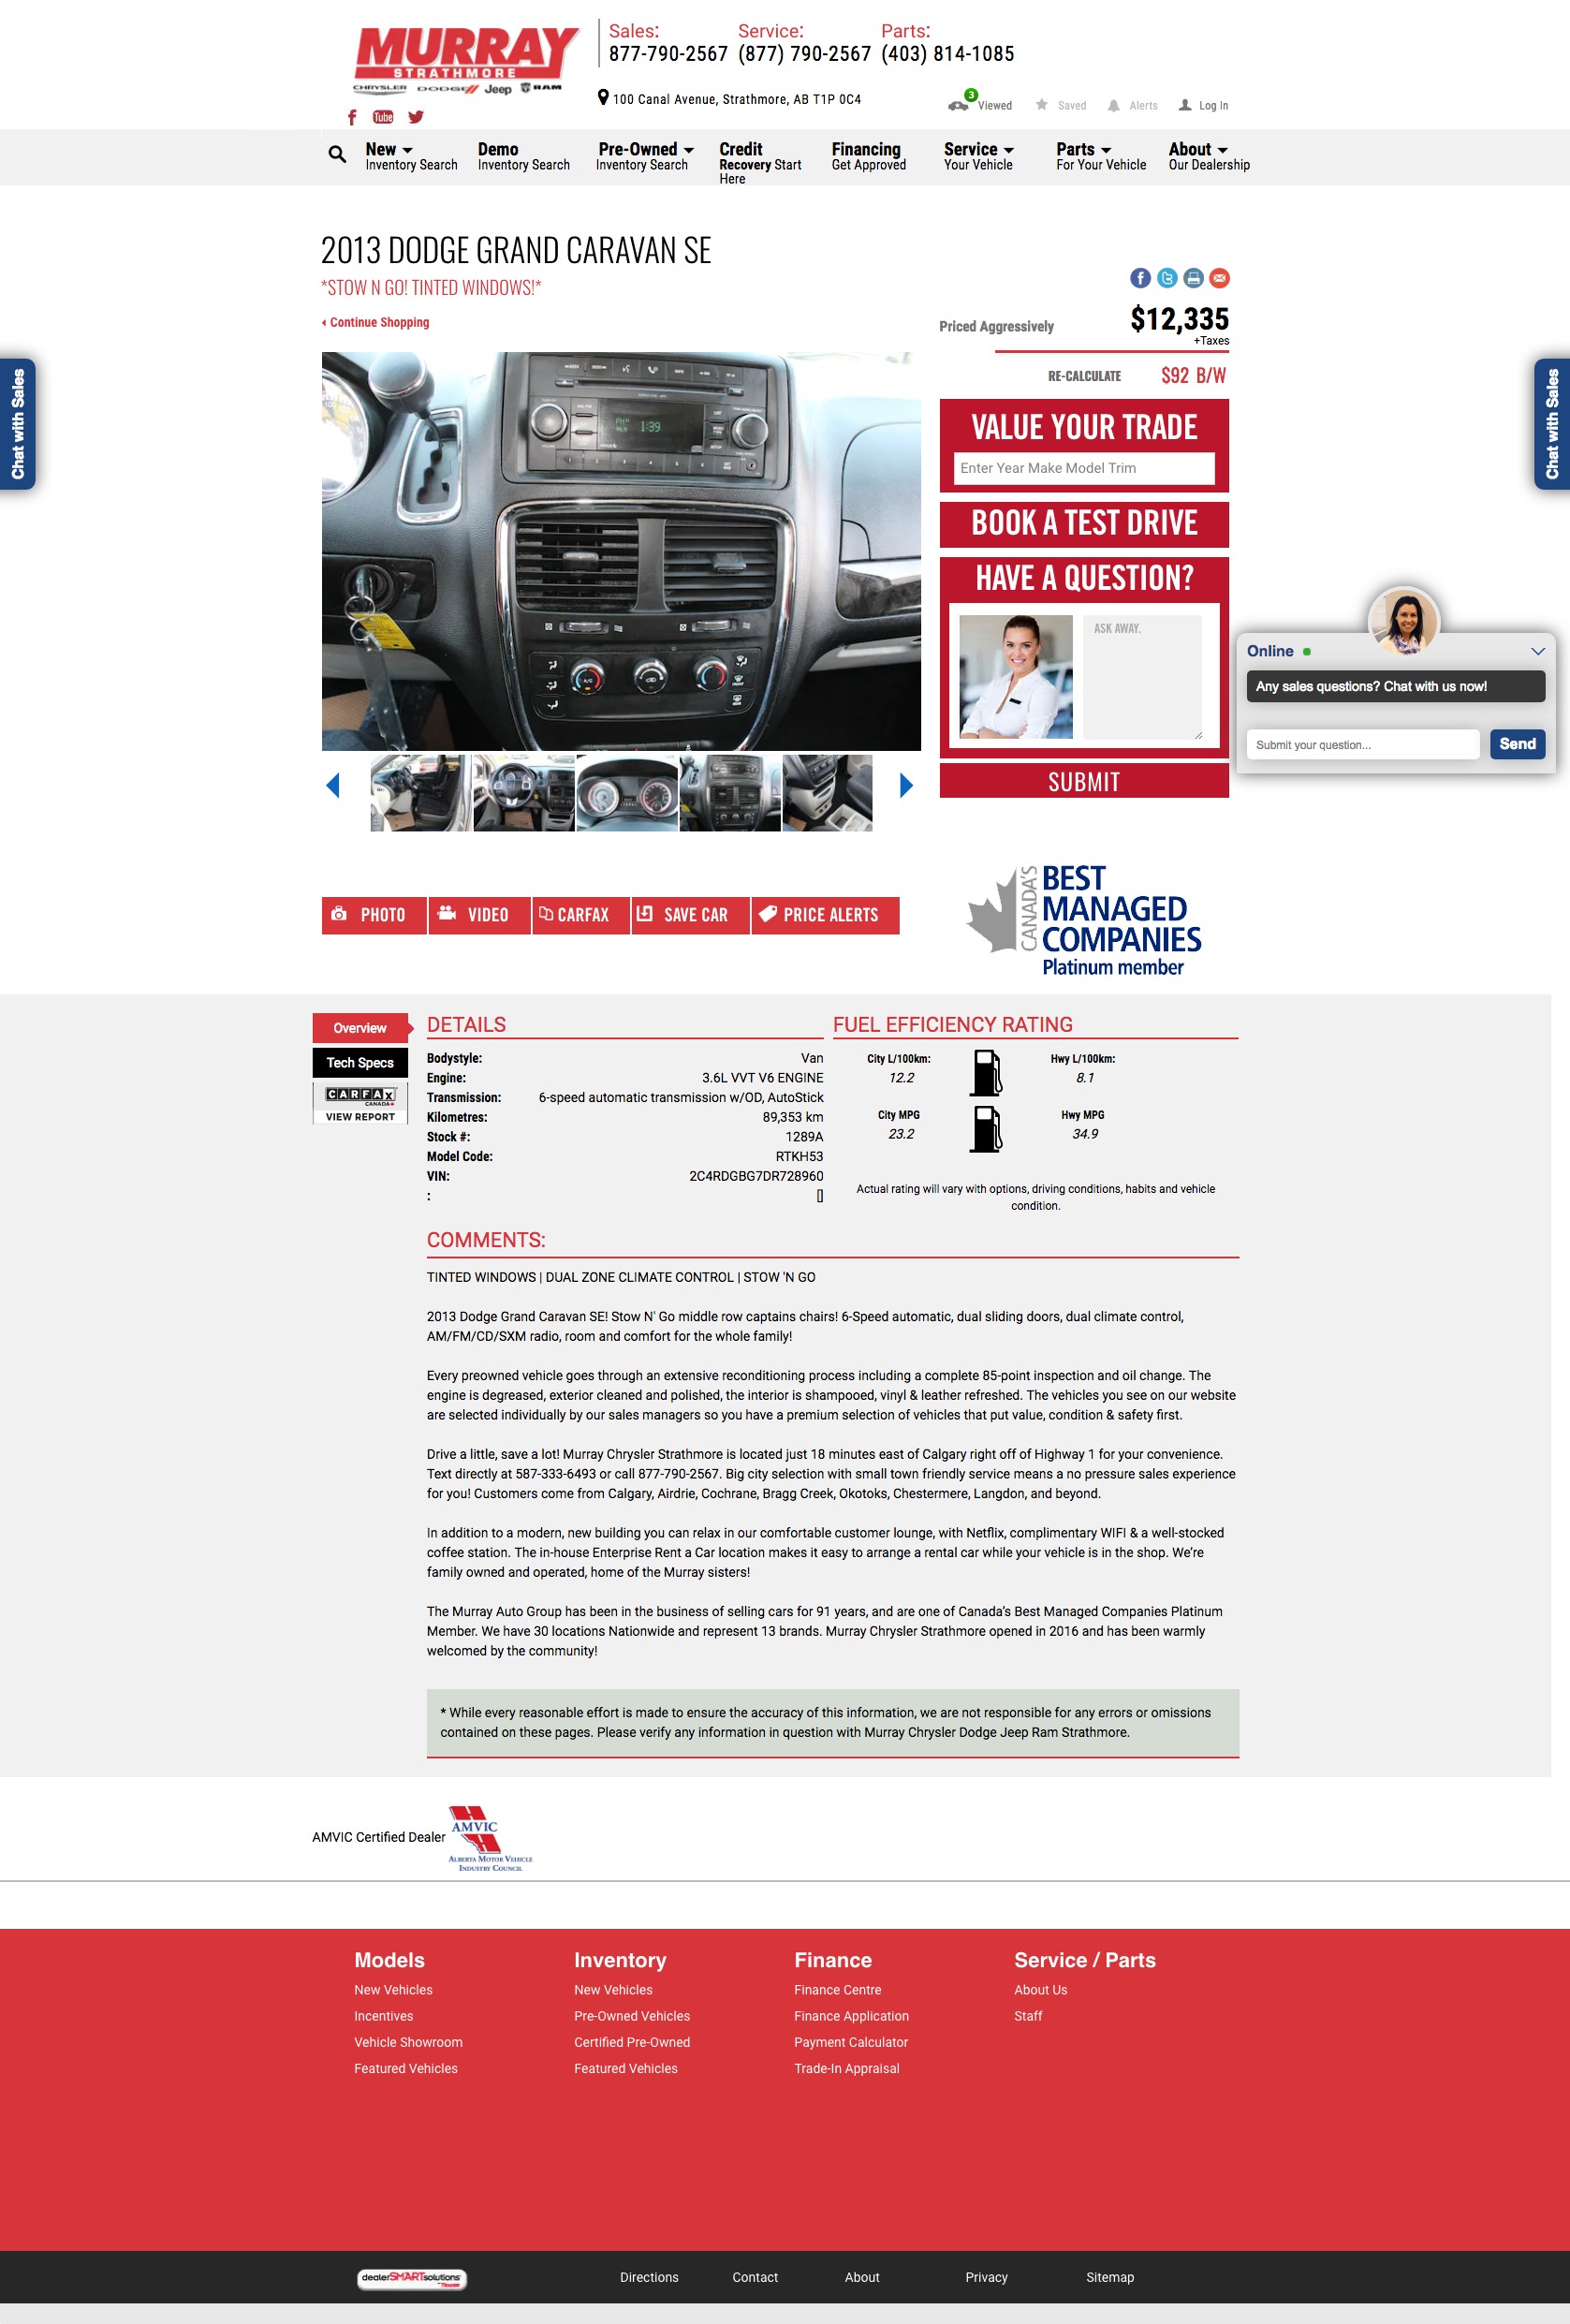 MURRAY
STRATHMORE
CHRYSLER DODGE Jeep RAM
Sales: Service: Parts:
877-790-2567 (877) 790-2567 (403) 814-1085
100 Canal Avenue, Strathmore, AB T1P 0C4
3
Viewed Saved Alerts Log In
You Tube
New Demo Pre-Owned Credit Financing Service Parts About
Inventory Search Inventory Search Inventory Search Recovery Start Here Get Approved Your Vehicle For Your Vehicle Our Dealership
2013 DODGE GRAND CARAVAN SE
*STOW N GO! TINTED WINDOWS!*
Continue Shopping
Priced Aggressively $12,335
+Taxes
RE-CALCULATE $92 B/W
Chat with Sales
Chat with Sales
1:39
A/C
VALUE YOUR TRADE
Enter Year Make Model Trim
BOOK A TEST DRIVE
HAVE A QUESTION?
ASK AWAY.
SUBMIT
Online
Any sales questions? Chat with us now!
Submit your question...
Send
PHOTO VIDEO CARFAX SAVE CAR PRICE ALERTS
CANADA'S
BEST
MANAGED
COMPANIES
Platinum member
Overview
Tech Specs
CARFAX
CANADA
VIEW REPORT
DETAILS
Bodystyle: Van
Engine: 3.6L VVT V6 ENGINE
Transmission: 6-speed automatic transmission w/OD, AutoStick
Kilometres: 89,353 km
Stock #: 1289A
Model Code: RTKH53
VIN: 2C4RDGBG7DR728960
: []
FUEL EFFICIENCY RATING
City L/100km: Hwy L/100km:
12.2 8.1
City MPG Hwy MPG
23.2 34.9
Actual rating will vary with options, driving conditions, habits and vehicle
condition.
COMMENTS:
TINTED WINDOWS | DUAL ZONE CLIMATE CONTROL | STOW 'N GO
2013 Dodge Grand Caravan SE! Stow N' Go middle row captains chairs! 6-Speed automatic, dual sliding doors, dual climate control,
AM/FM/CD/SXM radio, room and comfort for the whole family!
Every preowned vehicle goes through an extensive reconditioning process including a complete 85-point inspection and oil change. The
engine is degreased, exterior cleaned and polished, the interior is shampooed, vinyl & leather refreshed. The vehicles you see on our website
are selected individually by our sales managers so you have a premium selection of vehicles that put value, condition & safety first.
Drive a little, save a lot! Murray Chrysler Strathmore is located just 18 minutes east of Calgary right off of Highway 1 for your convenience.
Text directly at 587-333-6493 or call 877-790-2567. Big city selection with small town friendly service means a no pressure sales experience
for you! Customers come from Calgary, Airdrie, Cochrane, Bragg Creek, Okotoks, Chestermere, Langdon, and beyond.
In addition to a modern, new building you can relax in our comfortable customer lounge, with Netflix, complimentary WIFI & a well-stocked
coffee station. The in-house Enterprise Rent a Car location makes it easy to arrange a rental car while your vehicle is in the shop. We're
family owned and operated, home of the Murray sisters!
The Murray Auto Group has been in the business of selling cars for 91 years, and are one of Canada's Best Managed Companies Platinum
Member. We have 30 locations Nationwide and represent 13 brands. Murray Chrysler Strathmore opened in 2016 and has been warmly
welcomed by the community!
* While every reasonable effort is made to ensure the accuracy of this information, we are not responsible for any errors or omissions
contained on these pages. Please verify any information in question with Murray Chrysler Dodge Jeep Ram Strathmore.
AMVIC Certified Dealer
AMVIC
ALBERTA MOTOR VEHICLE
INDUSTRY COUNCIL
Models
New Vehicles
Incentives
Vehicle Showroom
Featured Vehicles
Inventory
New Vehicles
Pre-Owned Vehicles
Certified Pre-Owned
Featured Vehicles
Finance
Finance Centre
Finance Application
Payment Calculator
Trade-In Appraisal
Service / Parts
About Us
Staff
dealerSMARTsolutions
Directions Contact About Privacy Sitemap